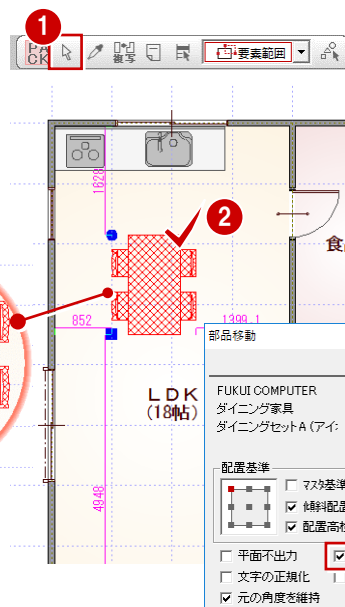 1
PA
CK
複写
要素範囲
1628
2
食
852
1399.1
部品移動
LDK
(18帖)
FUKUI COMPUTER
ダイニング家具
ダイニングセットA (アイ:
4948
配置基準
マスタ基準
傾斜配置
配置高
平面不出力
文字の正規化
元の角度を維持